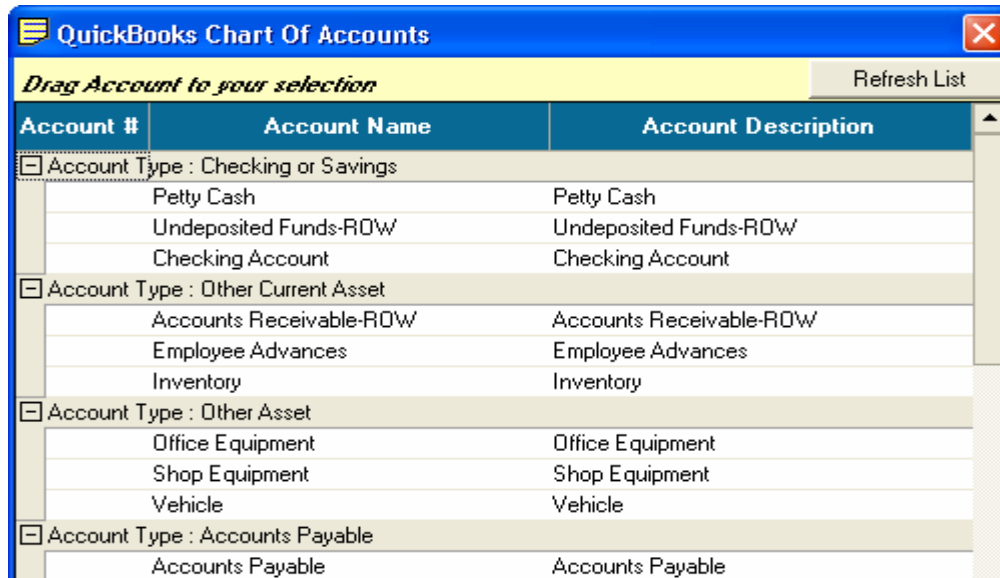 QuickBooks Chart Of Accounts
Drag Account to your selection Refresh List
Account # Account Name Account Description
Account Type : Checking or Savings
Petty Cash Petty Cash
Undeposited Funds-ROW Undeposited Funds-ROW
Checking Account Checking Account
Account Type : Other Current Asset
Accounts Receivable-ROW Accounts Receivable-ROW
Employee Advances Employee Advances
Inventory Inventory
Account Type : Other Asset
Office Equipment Office Equipment
Shop Equipment Shop Equipment
Vehicle Vehicle
Account Type : Accounts Payable
Accounts Payable Accounts Payable